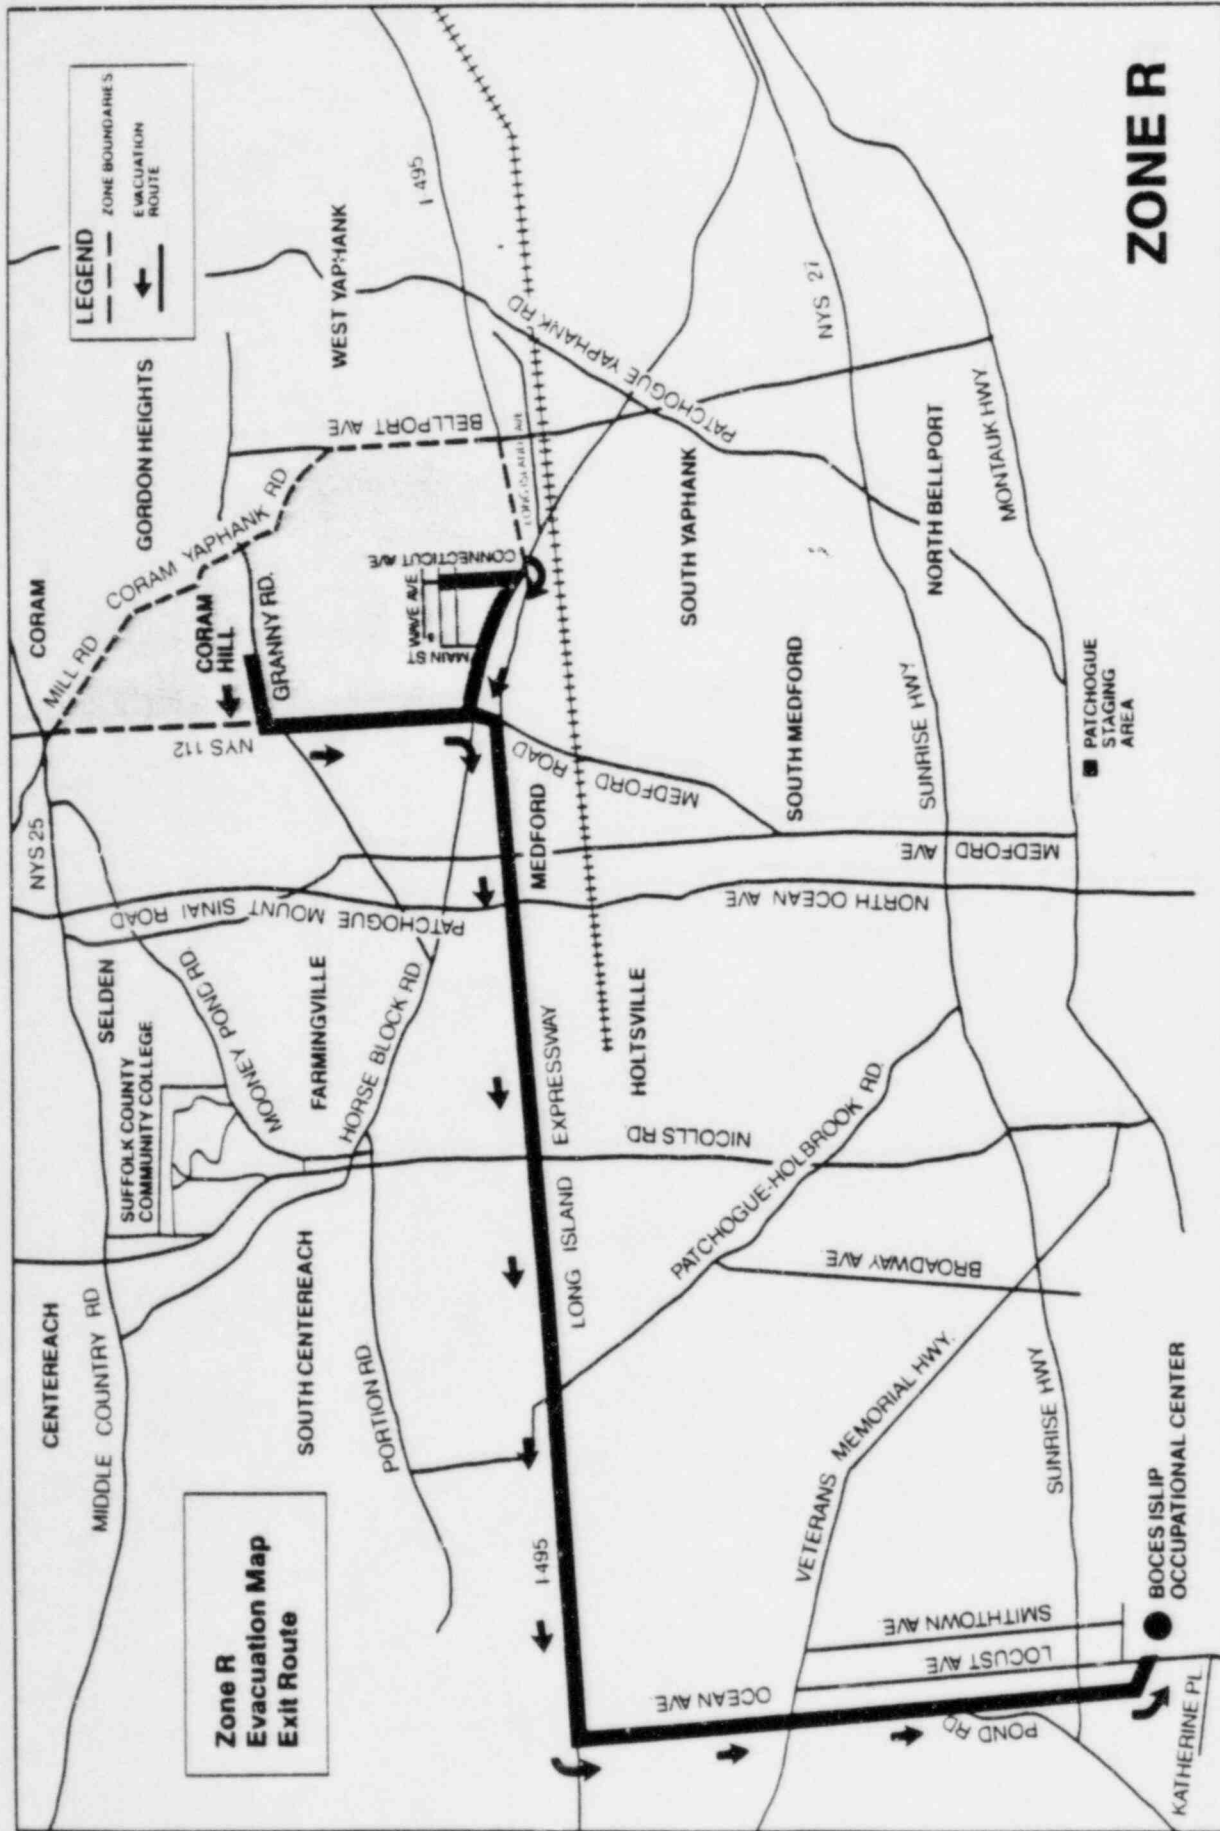 Zone R
Evacuation Map
Exit Route
LEGEND
ZONE BOUNDARIES
EVACUATION
ROUTE
ZONE R
CENTEREACH
MIDDLE COUNTRY RD
SUFFOLK COUNTY
COMMUNITY COLLEGE
SELDEN
NYS 25
CORAM
MILL RD
CORAM YAPHANK RD
GORDON HEIGHTS
CORAM
HILL
GRANNY RD.
NYS 112
PATCHOGUE MOUNT SINAI ROAD
MOONEY POND RD.
FARMINGVILLE
HORSE BLOCK RD
SOUTH CENTEREACH
PORTION RD
WEST YAPHANK
BELLPORT AVE
I 495
MAIN ST
WAVE AVE
CONNECTICUT AVE
LONG ISLAND AVE
PATCHOGUE YAPHANK RD
MEDFORD
MEDFORD ROAD
I 495
LONG ISLAND EXPRESSWAY
HOLTSVILLE
NICOLLS RD
PATCHOGUE-HOLBROOK RD.
BROADWAY AVE
NORTH OCEAN AVE
MEDFORD AVE
SOUTH MEDFORD
SOUTH YAPHANK
NORTH BELLPORT
NYS 27
SUNRISE HWY
MONTAUK HWY
PATCHOGUE
STAGING
AREA
VETERANS MEMORIAL HWY.
SUNRISE HWY
OCEAN AVE
LOCUST AVE
SMITHTOWN AVE
POND RD
KATHERINE PL
BOCES ISLIP
OCCUPATIONAL CENTER